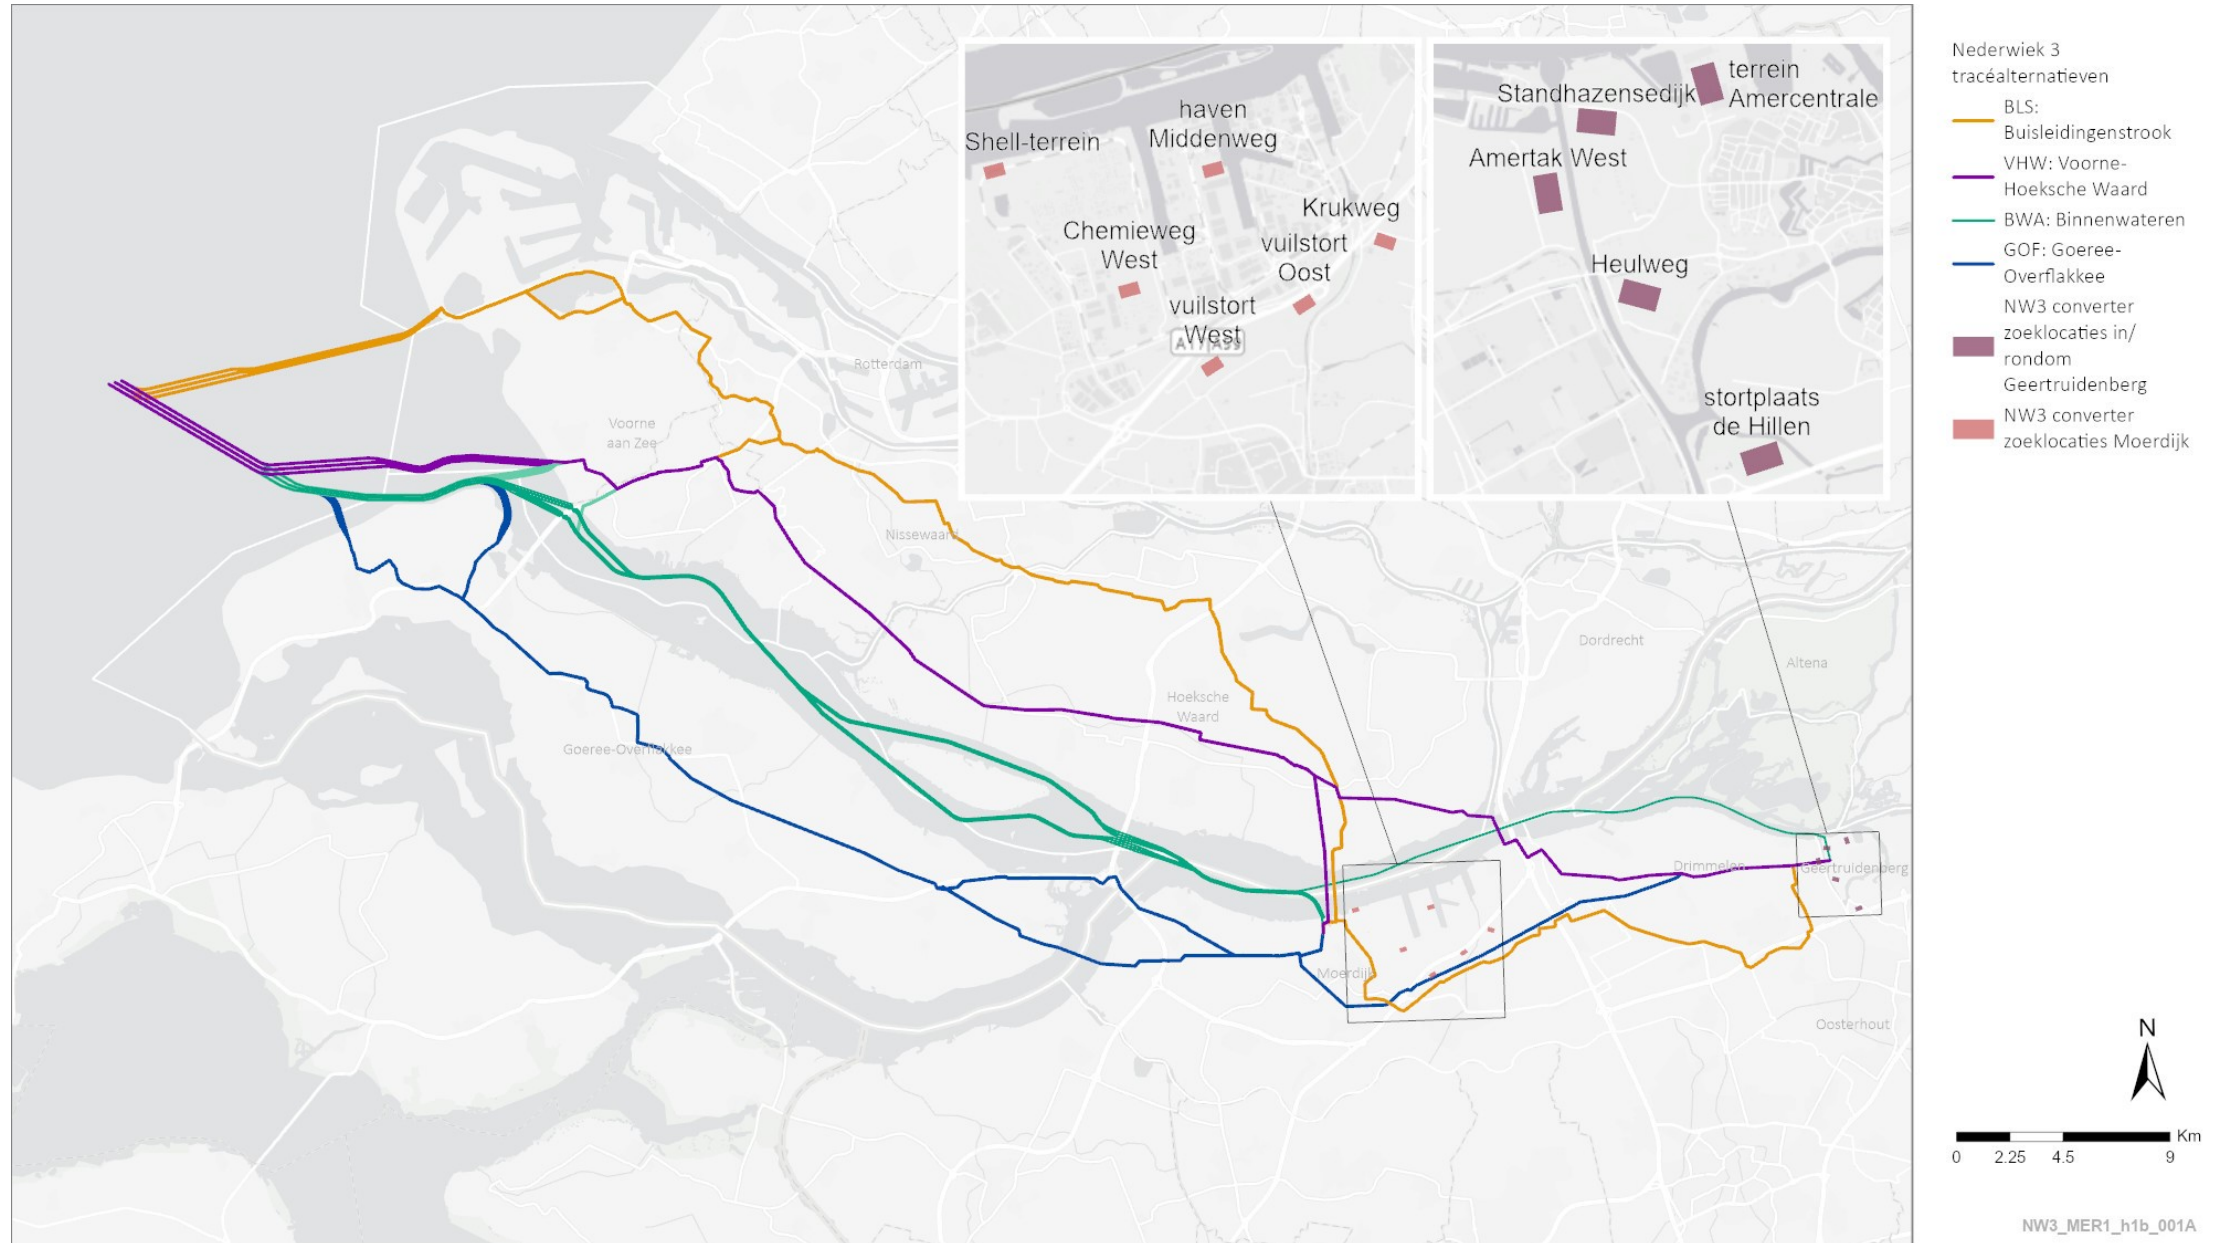 Shell-terrein
haven
Middenweg
Chemieweg
West
Krukweg
vuilstort
Oost
vuilstort
West
A17/A59
Standhazensedijk
terrein
Amercentrale
Amertak West
Heulweg
stortplaats
de Hillen
Rotterdam
Voorne
aan Zee
Nissewaard
Dordrecht
Altena
Hoeksche
Waard
Goeree-Overflakkee
Drimmelen
Geertruidenberg
Moerdijk
Oosterhout
Nederwiek 3
tracéalternatieven
BLS:
Buisleidingenstrook
VHW: Voorne-
Hoeksche Waard
BWA: Binnenwateren
GOF: Goeree-
Overflakkee
NW3 converter
zoeklocaties in/
rondom
Geertruidenberg
NW3 converter
zoeklocaties Moerdijk
N
Km
0 2.25 4.5 9
NW3_MER1_h1b_001A